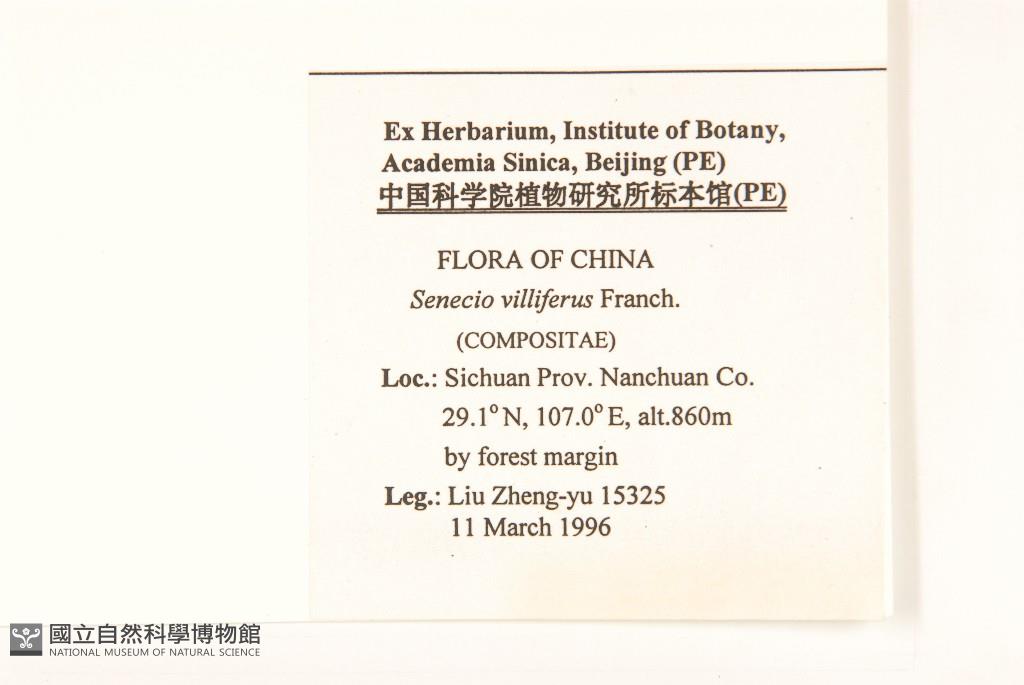 Ex Herbarium, Institute of Botany,
Academia Sinica, Beijing (PE)
中国科学院植物研究所标本馆(PE)
FLORA OF CHINA
Senecio villiferus Franch.
(COMPOSITAE)
Loc.: Sichuan Prov. Nanchuan Co.
29.1° N, 107.0° E, alt.860m
by forest margin
Leg.: Liu Zheng-yu 15325
11 March 1996
國立自然科學博物館
NATIONAL MUSEUM OF NATURAL SCIENCE